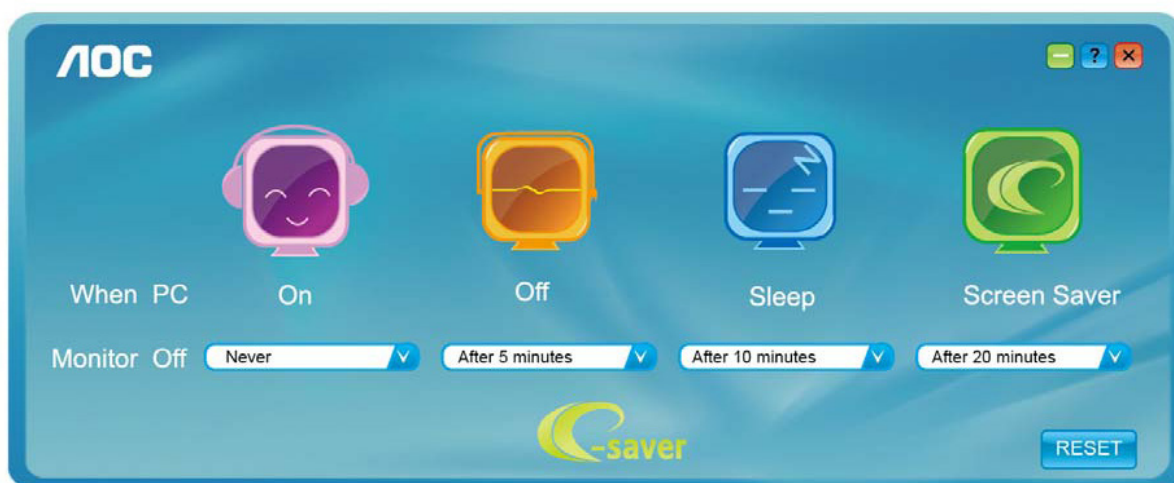 AOC
?
When PC On Off Sleep Screen Saver
Monitor Off Never After 5 minutes After 10 minutes After 20 minutes
e-saver
RESET